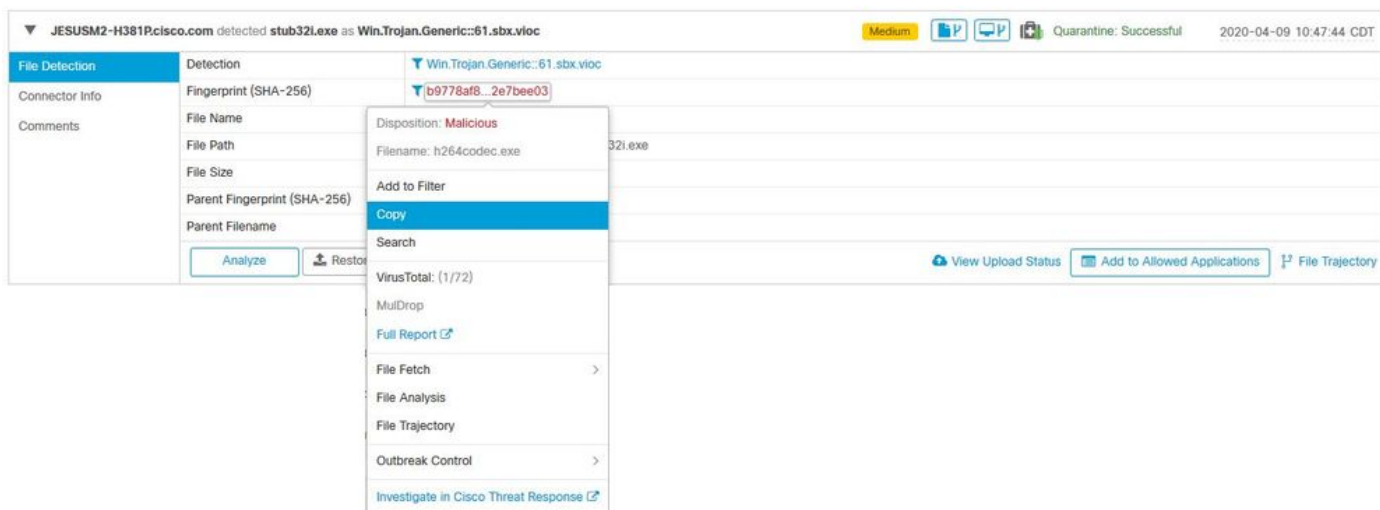 JESUSM2-H381P.cisco.com detected stub32i.exe as Win.Trojan.Generic::61.sbx.vioc
Medium
Quarantine: Successful
2020-04-09 10:47:44 CDT
File Detection
Connector Info
Comments
Detection
Win.Trojan.Generic::61.sbx.vioc
Fingerprint (SHA-256)
b9778af8...2e7bee03
File Name
File Path
32i.exe
File Size
Parent Fingerprint (SHA-256)
Parent Filename
Analyze
Restor
View Upload Status
Add to Allowed Applications
File Trajectory
Disposition: Malicious
Filename: h264codec.exe
Add to Filter
Copy
Search
VirusTotal: (1/72)
MulDrop
Full Report
File Fetch
File Analysis
File Trajectory
Outbreak Control
Investigate in Cisco Threat Response